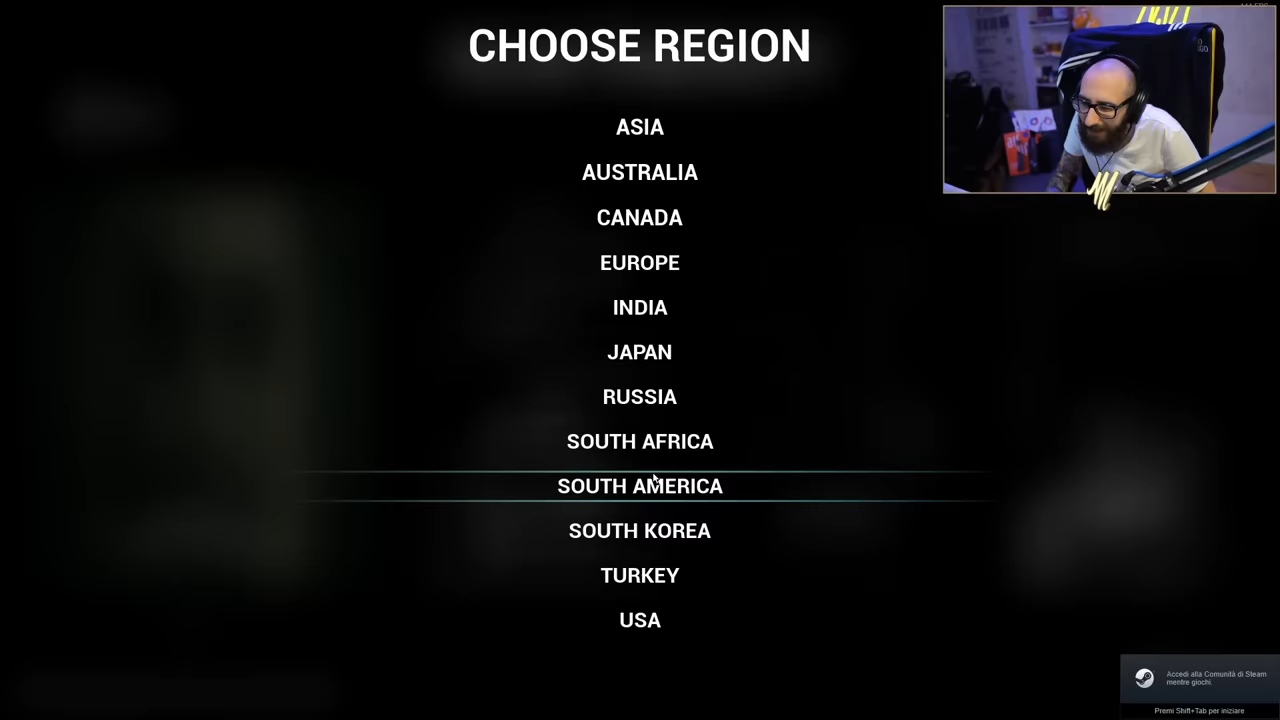 CHOOSE REGION
ASIA
AUSTRALIA
CANADA
EUROPE
INDIA
JAPAN
RUSSIA
SOUTH AFRICA
SOUTH AMERICA
SOUTH KOREA
TURKEY
USA
Accedi alla Comunità di Steam
mentre giochi.
Premi Shift+Tab per iniziare